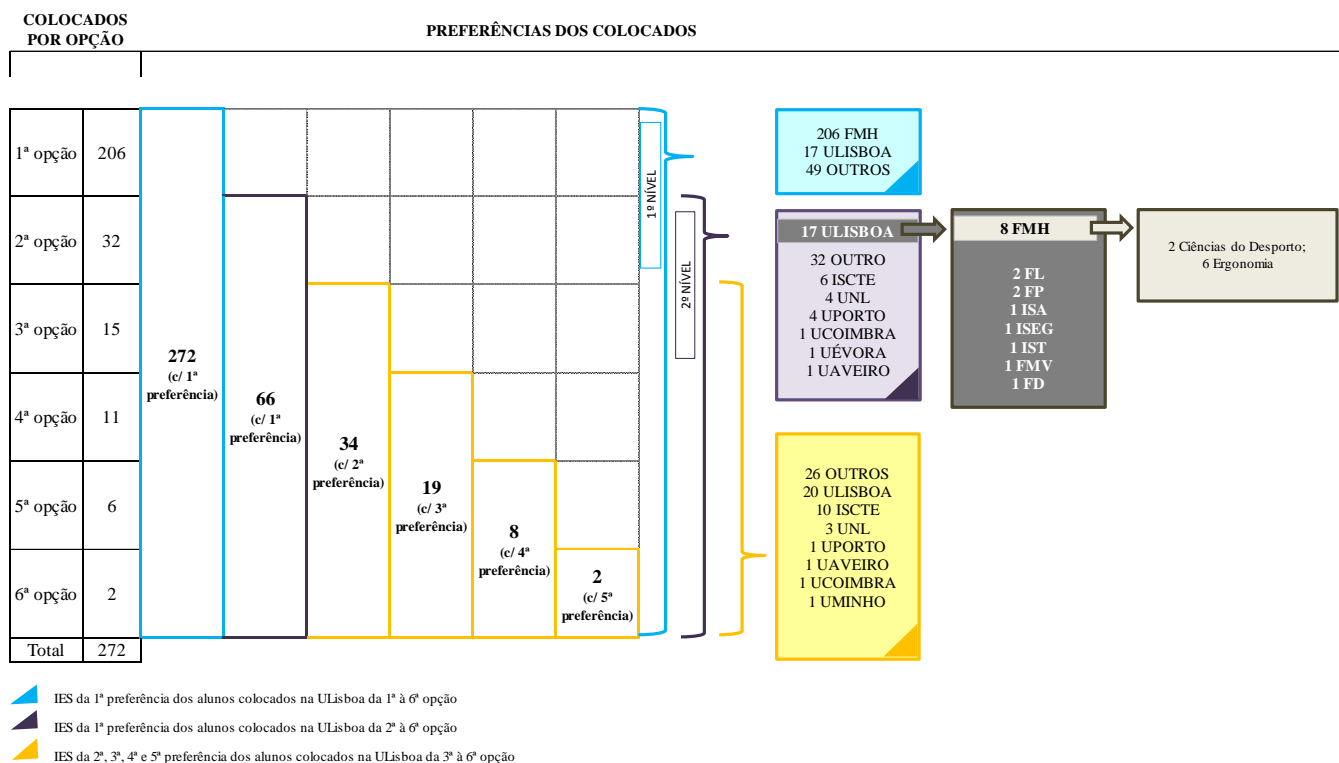 COLOCADOS
POR OPÇÃO
PREFERÊNCIAS DOS COLOCADOS
1ª opção 206
2ª opção 32
3ª opção 15
4ª opção 11
5ª opção 6
6ª opção 2
Total 272
272
(c/ 1ª
preferência)
66
(c/ 1ª
preferência)
34
(c/ 2ª
preferência)
19
(c/ 3ª
preferência)
8
(c/ 4ª
preferência)
2
(c/ 5ª
preferência)
1º NÍVEL
2º NÍVEL
206 FMH
17 ULISBOA
49 OUTROS
17 ULISBOA
32 OUTRO
6 ISCTE
4 UNL
4 UPORTO
1 UCOIMBRA
1 UÉVORA
1 UAVEIRO
8 FMH
2 FL
2 FP
1 ISA
1 ISEG
1 IST
1 FMV
1 FD
2 Ciências do Desporto;
6 Ergonomia
26 OUTROS
20 ULISBOA
10 ISCTE
3 UNL
1 UPORTO
1 UAVEIRO
1 UCOIMBRA
1 UMINHO
IES da 1ª preferência dos alunos colocados na ULisboa da 1ª à 6ª opção
IES da 1ª preferência dos alunos colocados na ULisboa da 2ª à 6ª opção
IES da 2ª, 3ª, 4ª e 5ª preferência dos alunos colocados na ULisboa da 3ª à 6ª opção